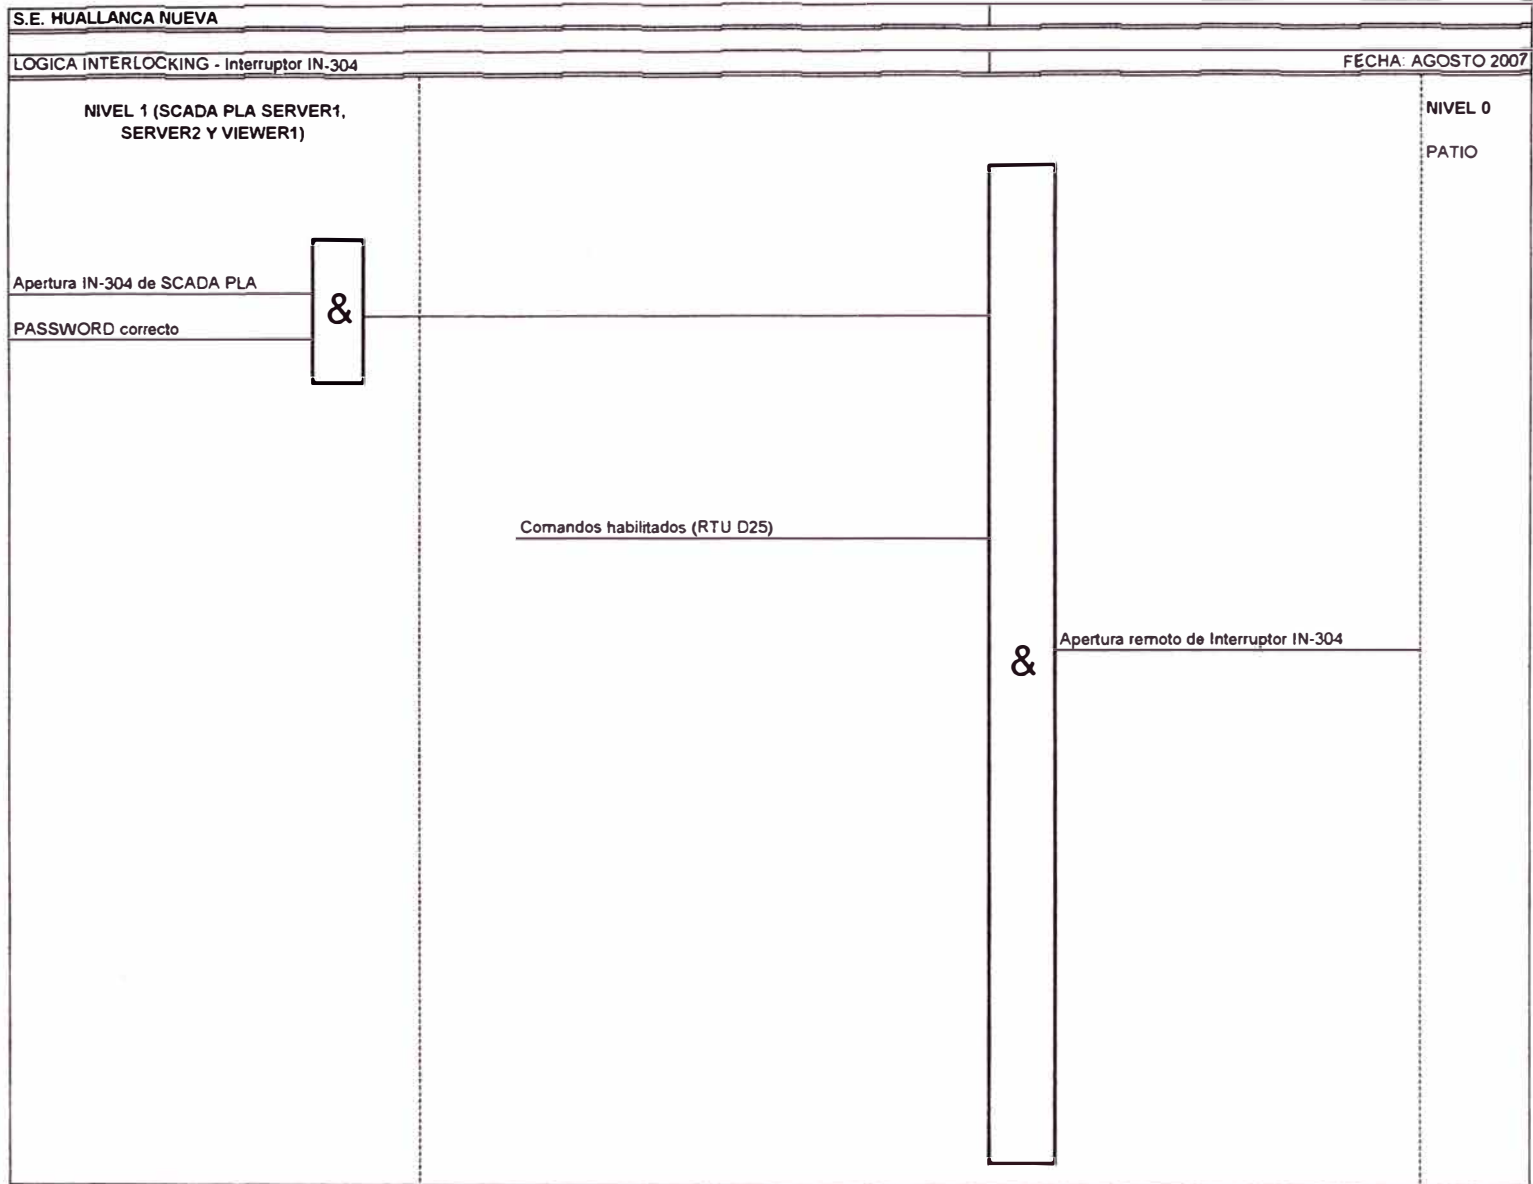 S.E. HUALLANCA NUEVA
LOGICA INTERLOCKING - Interruptor IN-304
FECHA: AGOSTO 2007
NIVEL 1 (SCADA PLA SERVER1,
SERVER2 Y VIEWER1)
NIVEL 0
PATIO
Apertura IN-304 de SCADA PLA
&
PASSWORD correcto
Comandos habilitados (RTU D25)
Apertura remoto de Interruptor IN-304
&